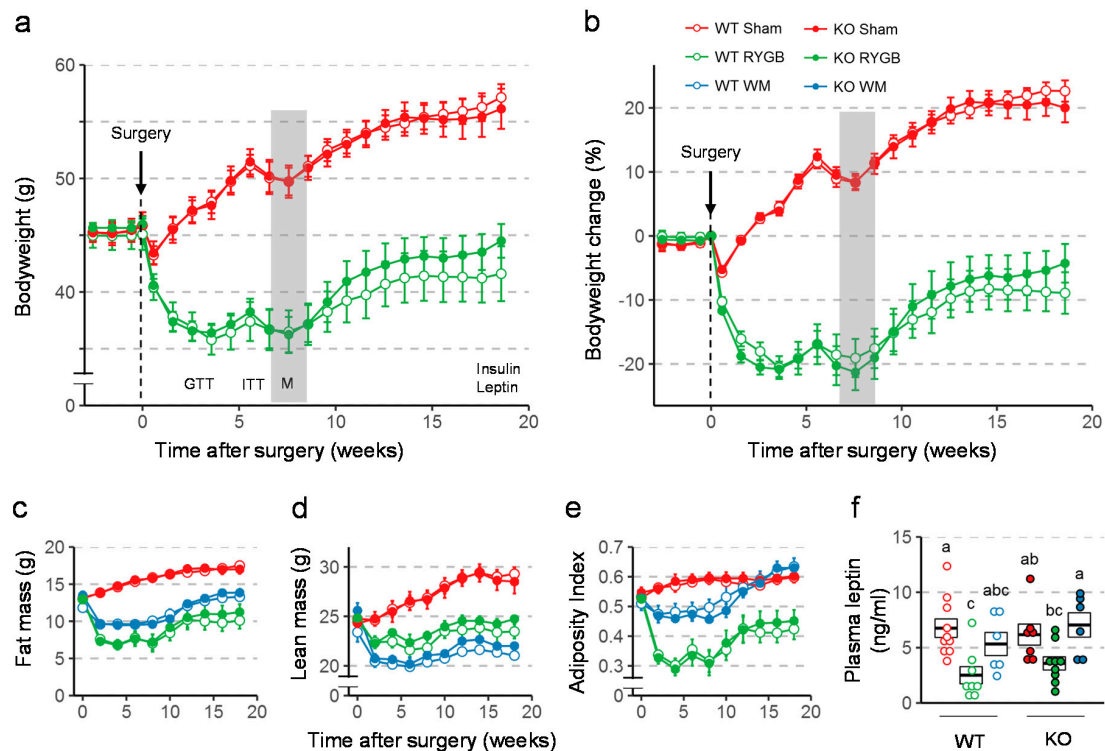 a
60
50
40
0
Bodyweight (g)
Surgery
GTT
ITT
M
Insulin
Leptin
0
5
10
15
20
Time after surgery (weeks)
b
WT Sham
KO Sham
WT RYGB
KO RYGB
WT WM
KO WM
20
10
0
-10
-20
Bodyweight change (%)
Surgery
0
5
10
15
20
Time after surgery (weeks)
c
20
15
10
5
0
Fat mass (g)
0
5
10
15
20
d
30
25
20
0
Lean mass (g)
0
5
10
15
20
Time after surgery (weeks)
e
0.7
0.6
0.5
0.4
0.3
0
Adiposity Index
0
5
10
15
20
f
15
10
5
0
Plasma leptin
(ng/ml)
a
c
abc
ab
bc
a
WT
KO